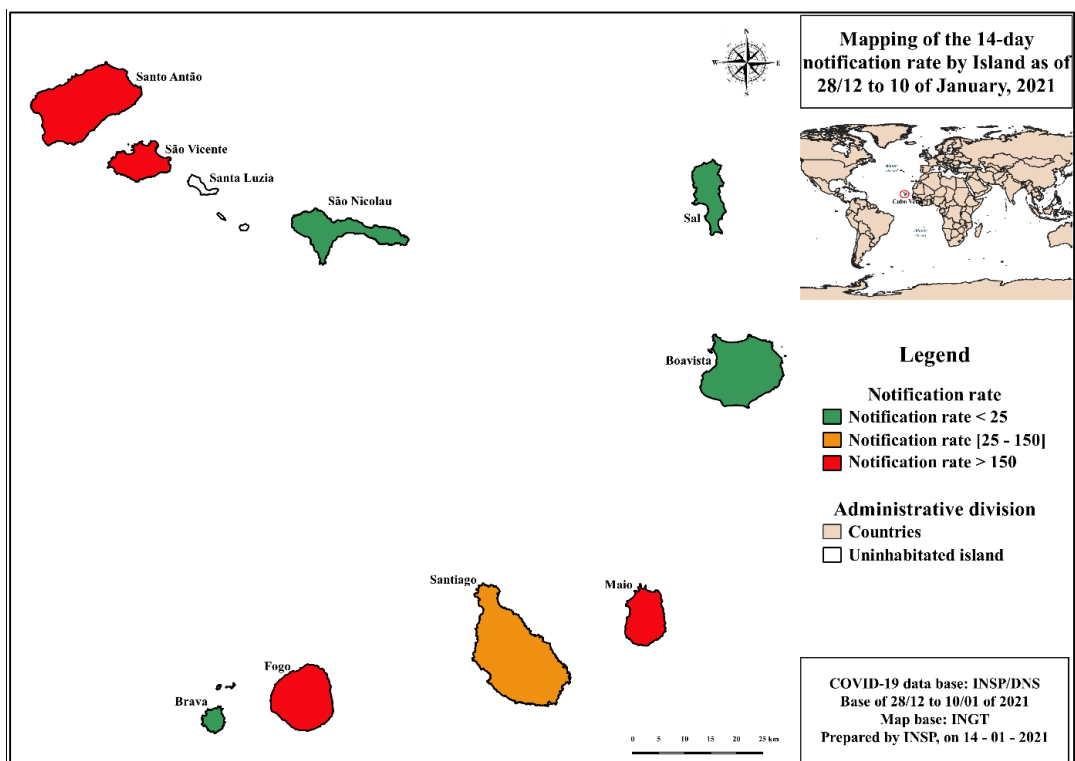 Mapping of the 14-day
notification rate by Island as of
28/12 to 10 of January, 2021
N
W
E
S
Santo Antão
São Vicente
Santa Luzia
São Nicolau
Sal
Boavista
Santiago
Maio
Fogo
Brava
Legend
Notification rate
Notification rate < 25
Notification rate [25 - 150]
Notification rate > 150
Administrative division
Countries
Uninhabitated island
0 5 10 15 20 25 km
COVID-19 data base: INSP/DNS
Base of 28/12 to 10/01 of 2021
Map base: INGT
Prepared by INSP, on 14 - 01 - 2021